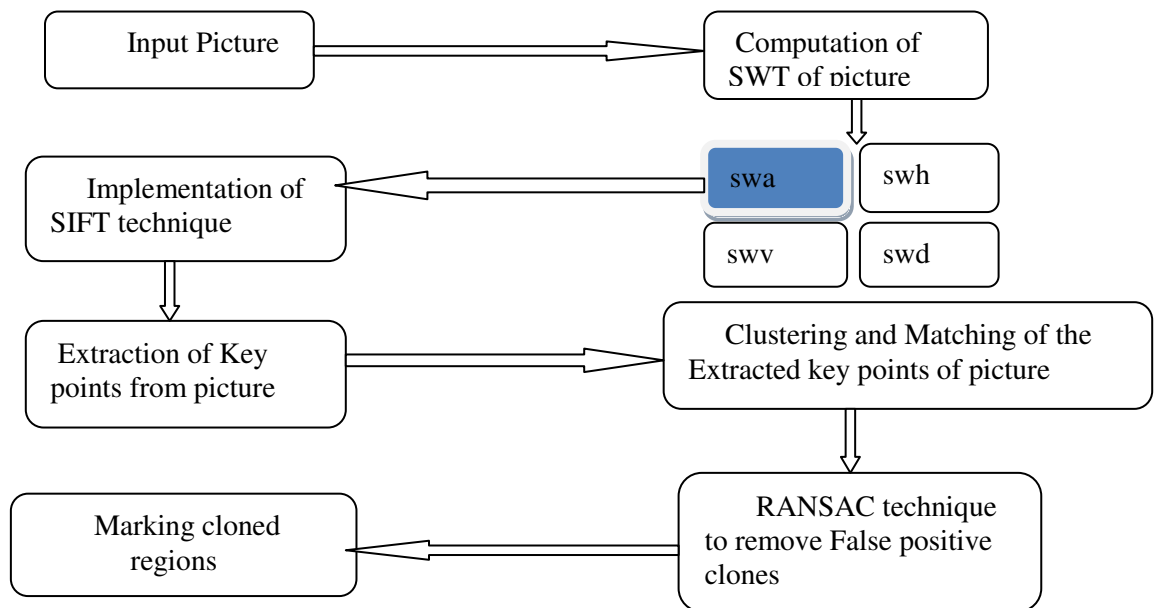 Input Picture
Computation of
SWT of picture
swa
swh
swv
swd
Implementation of
SIFT technique
Extraction of Key
points from picture
Clustering and Matching of the
Extracted key points of picture
RANSAC technique
to remove False positive
clones
Marking cloned
regions